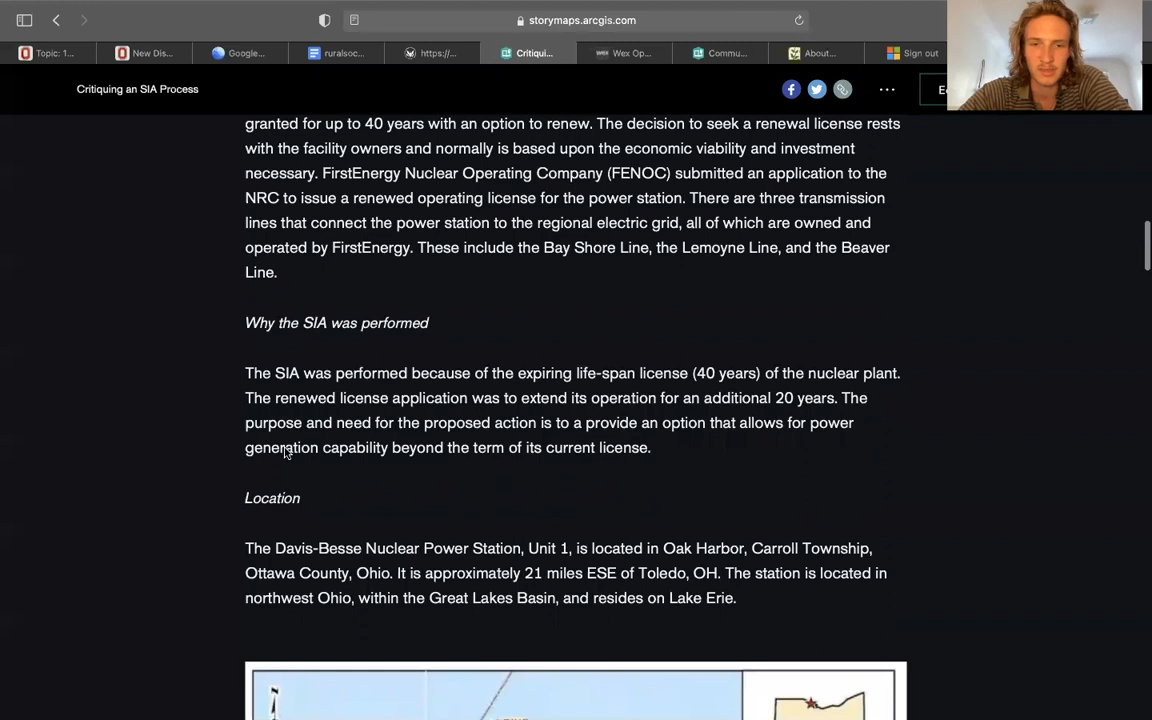 storymaps.arcgis.com
Topic: 1...
New Dis...
Google...
ruralsoc...
https://...
Critiqui...
Wex Op...
Commu...
About...
Sign out
Critiquing an SIA Process
granted for up to 40 years with an option to renew. The decision to seek a renewal license rests
with the facility owners and normally is based upon the economic viability and investment
necessary. FirstEnergy Nuclear Operating Company (FENOC) submitted an application to the
NRC to issue a renewed operating license for the power station. There are three transmission
lines that connect the power station to the regional electric grid, all of which are owned and
operated by FirstEnergy. These include the Bay Shore Line, the Lemoyne Line, and the Beaver
Line.
Why the SIA was performed
The SIA was performed because of the expiring life-span license (40 years) of the nuclear plant.
The renewed license application was to extend its operation for an additional 20 years. The
purpose and need for the proposed action is to a provide an option that allows for power
generation capability beyond the term of its current license.
Location
The Davis-Besse Nuclear Power Station, Unit 1, is located in Oak Harbor, Carroll Township,
Ottawa County, Ohio. It is approximately 21 miles ESE of Toledo, OH. The station is located in
northwest Ohio, within the Great Lakes Basin, and resides on Lake Erie.